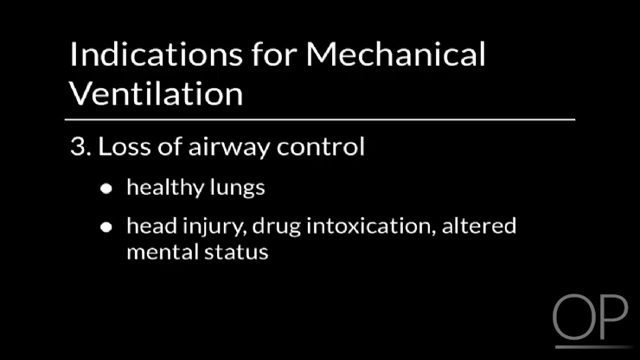 Indications for Mechanical
Ventilation
3. Loss of airway control
● healthy lungs
● head injury, drug intoxication, altered
mental status
OP